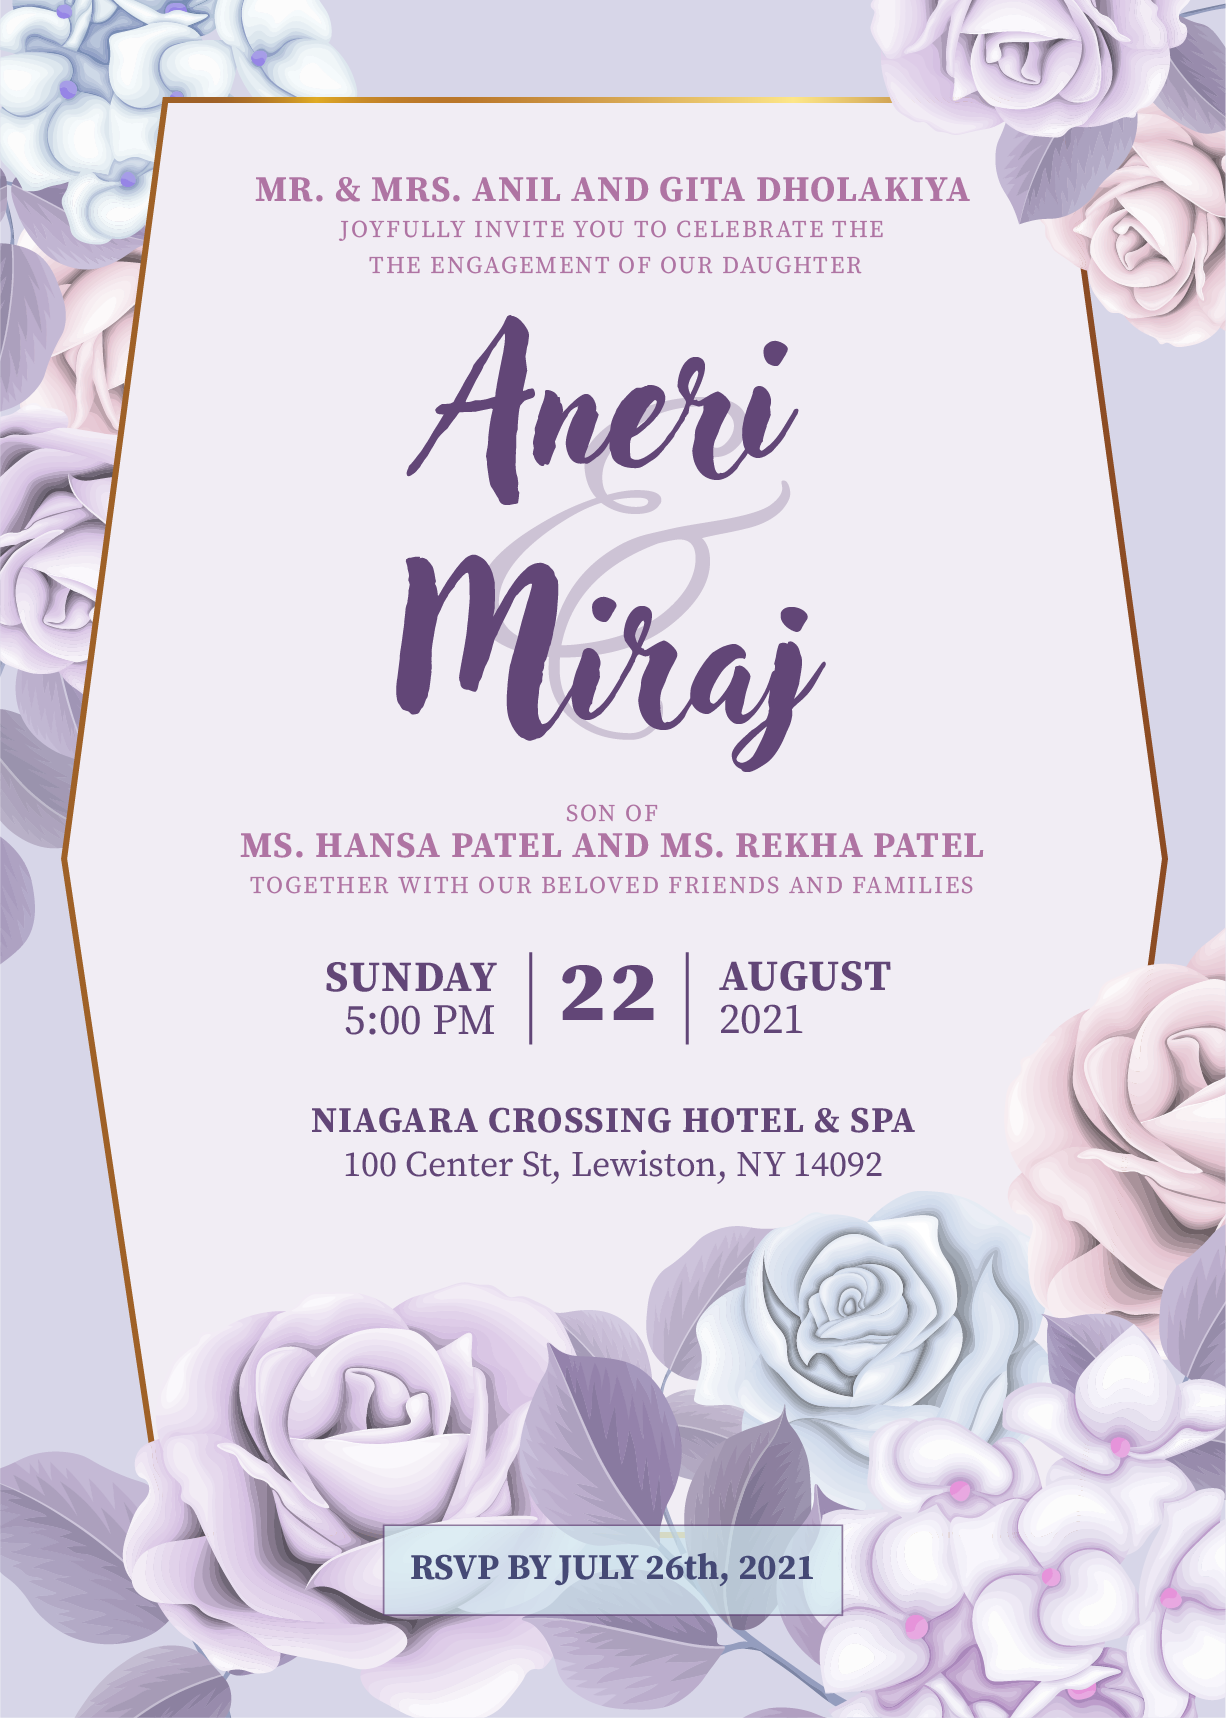 MR. & MRS. ANIL AND GITA DHOLAKIYA
JOYFULLY INVITE YOU TO CELEBRATE THE
THE ENGAGEMENT OF OUR DAUGHTER
Aneri
&
Miraj
SON OF
MS. HANSA PATEL AND MS. REKHA PATEL
TOGETHER WITH OUR BELOVED FRIENDS AND FAMILIES
SUNDAY
5:00 PM
22
AUGUST
2021
NIAGARA CROSSING HOTEL & SPA
100 Center St, Lewiston, NY 14092
RSVP BY JULY 26th, 2021